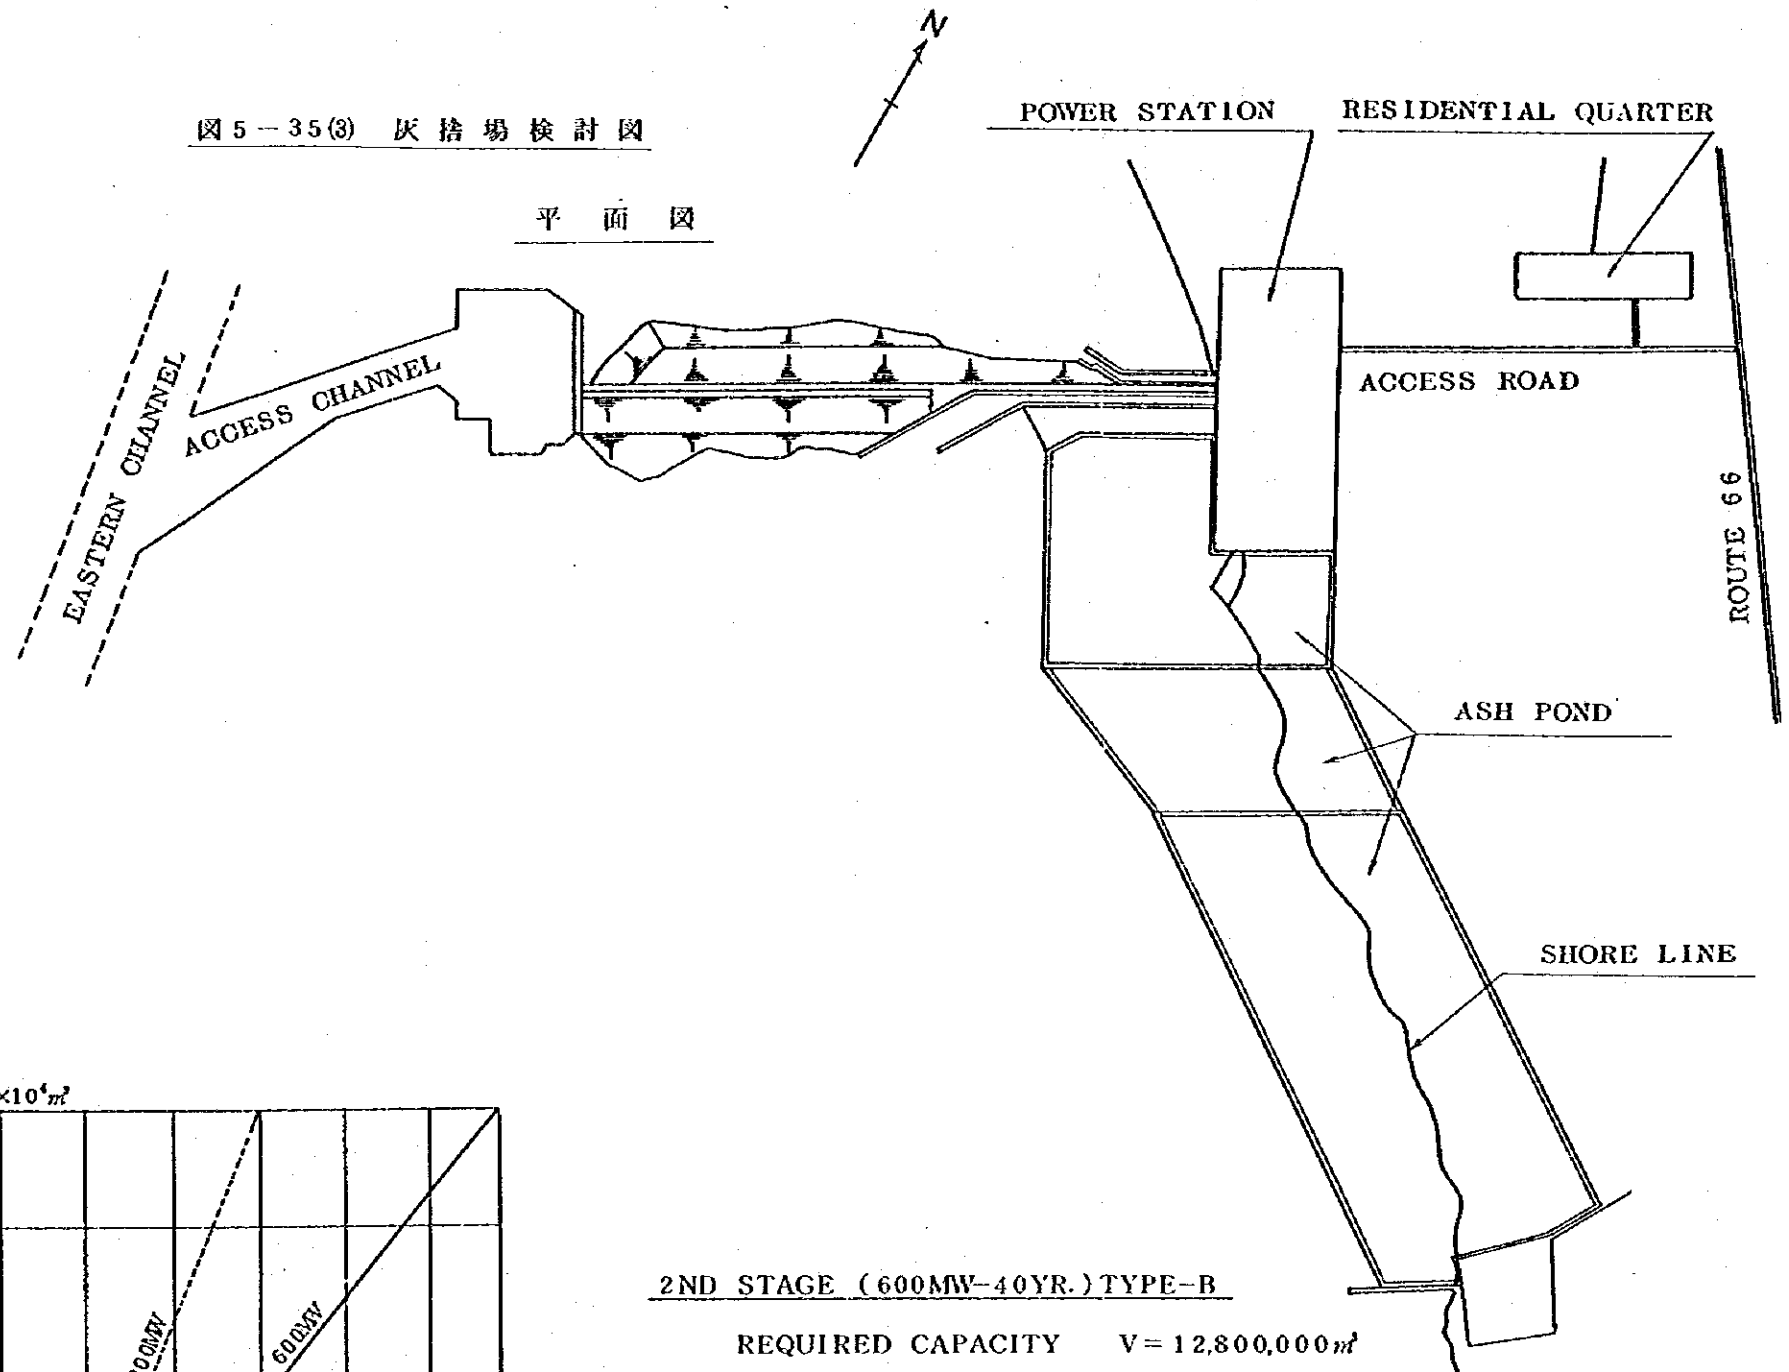 N
図5-35(3) 灰捨場検討図
平面図
POWER STATION
RESIDENTIAL QUARTER
EASTERN CHANNEL
ACCESS CHANNEL
ACCESS ROAD
ROUTE 66
ASH POND
SHORE LINE
×10⁴m³
00MW
600MW
2ND STAGE (600MW-40YR.) TYPE-B
REQUIRED CAPACITY V = 12,800,000m³